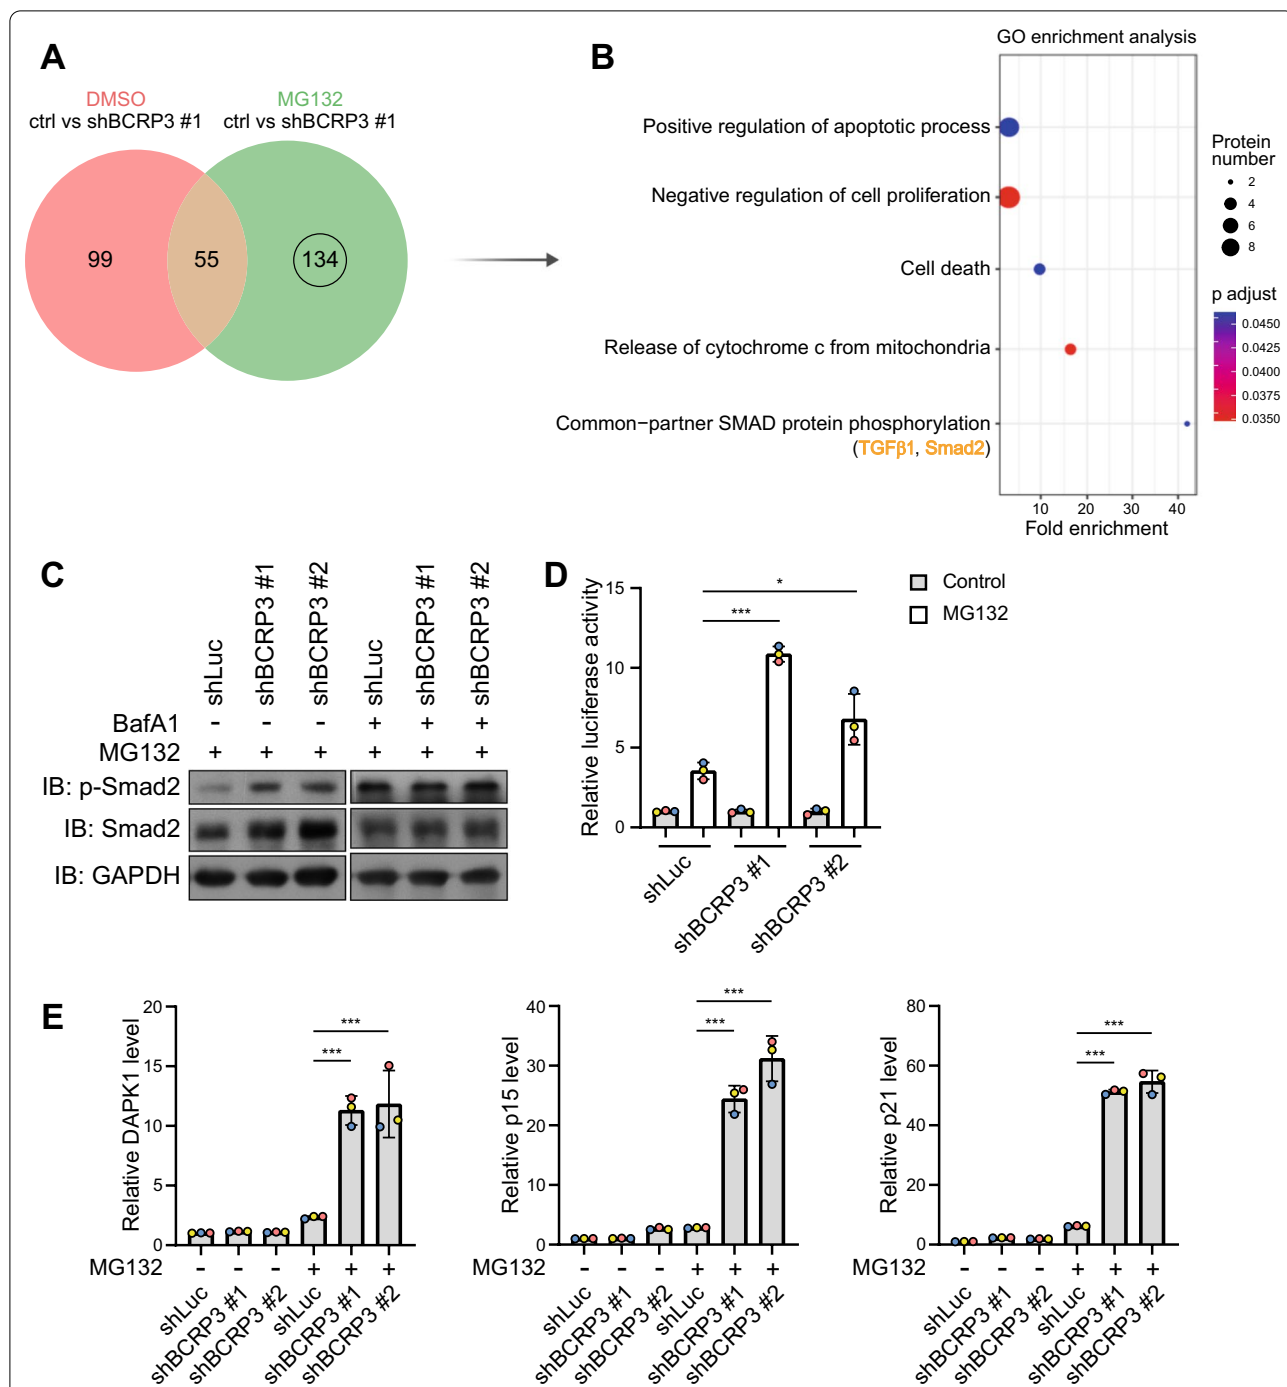 A
DMSO
ctrl vs shBCRP3 #1
MG132
ctrl vs shBCRP3 #1
99
55
134
B
GO enrichment analysis
Positive regulation of apoptotic process
Negative regulation of cell proliferation
Cell death
Release of cytochrome c from mitochondria
Common−partner SMAD protein phosphorylation
(TGFβ1, Smad2)
10 20 30 40
Fold enrichment
Protein
number
2
4
6
8
p adjust
0.0450
0.0425
0.0400
0.0375
0.0350
C
shLuc
shBCRP3 #1
shBCRP3 #2
shLuc
shBCRP3 #1
shBCRP3 #2
BafA1 - - - + + +
MG132 + + + + + +
IB: p-Smad2
IB: Smad2
IB: GAPDH
D
Relative luciferase activity
15
10
5
0
*
***
Control
MG132
shLuc
shBCRP3 #1
shBCRP3 #2
E
Relative DAPK1 level
20
15
10
5
0
***
***
MG132 - - - + + +
shLuc
shBCRP3 #1
shBCRP3 #2
shLuc
shBCRP3 #1
shBCRP3 #2
Relative p15 level
40
30
20
10
0
***
***
MG132 - - - + + +
shLuc
shBCRP3 #1
shBCRP3 #2
shLuc
shBCRP3 #1
shBCRP3 #2
Relative p21 level
80
60
40
20
0
***
***
MG132 - - - + + +
shLuc
shBCRP3 #1
shBCRP3 #2
shLuc
shBCRP3 #1
shBCRP3 #2